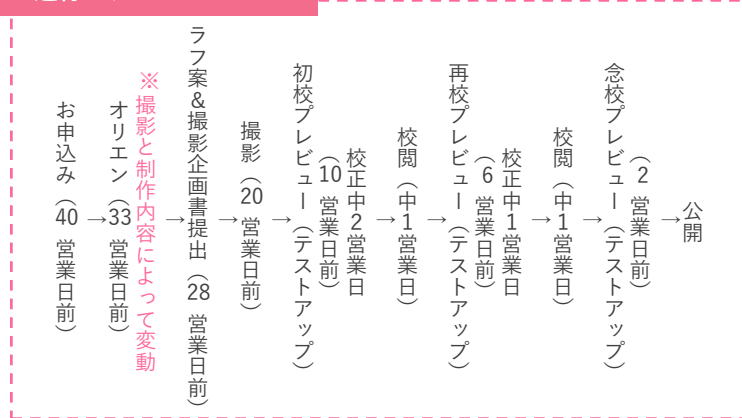 お申込み（40 営業日前）
→
オリエン（33 営業日前）
※撮影と制作内容によって変動
→
ラフ案＆撮影企画書提出（28 営業日前）
→
撮影（20 営業日前）
→
初校プレビュー（テストアップ）
（10 営業日前）
校正中2営業日
→
校閲（中1営業日）
→
再校プレビュー（テストアップ）
（6 営業日前）
校正中1営業日
→
校閲（中1営業日）
→
念校プレビュー（テストアップ）
（2 営業日前）
→
公開